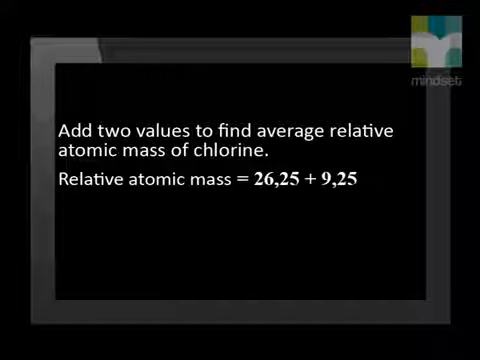 mindset
Add two values to find average relative
atomic mass of chlorine.
Relative atomic mass = 26,25 + 9,25